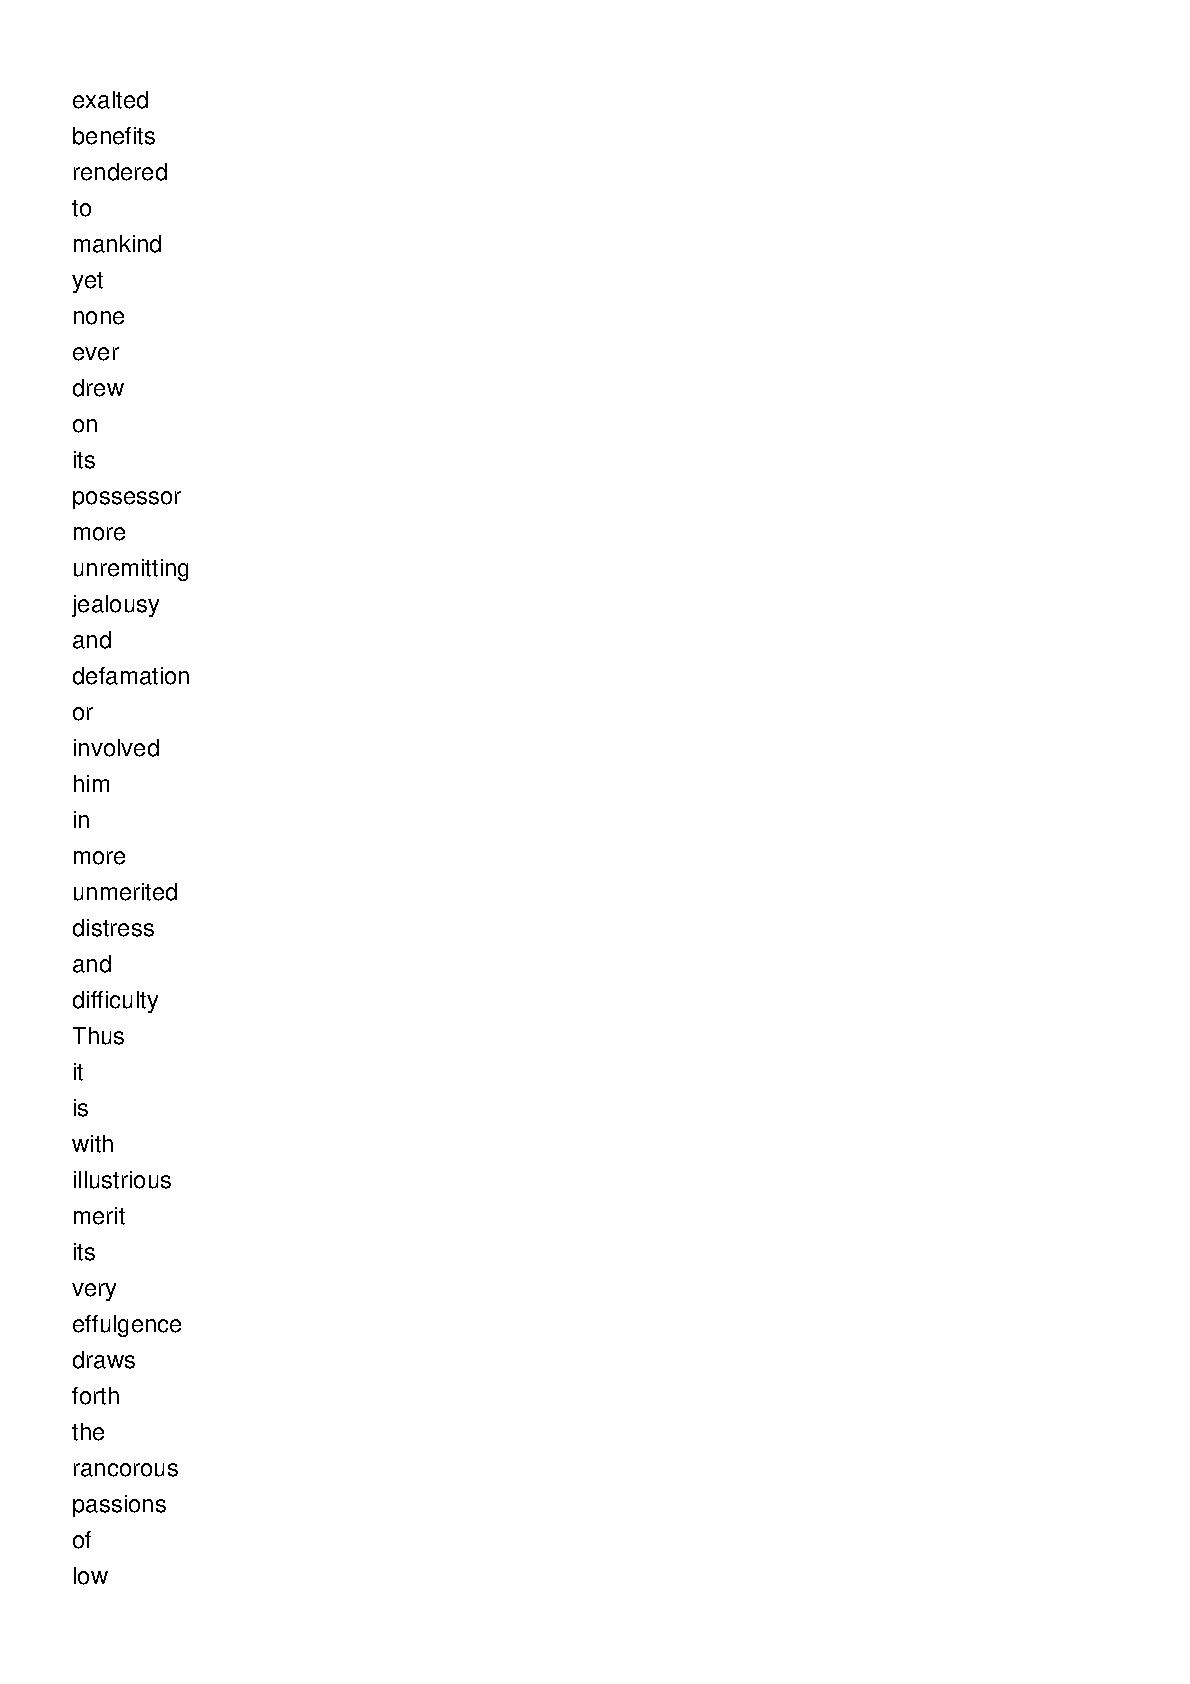 exalted
benefits
rendered
to
mankind
yet
none
ever
drew
on
its
possessor
more
unremitting
jealousy
and
defamation
or
involved
him
in
more
unmerited
distress
and
difficulty
Thus
it
is
with
illustrious
merit
its
very
effulgence
draws
forth
the
rancorous
passions
of
low